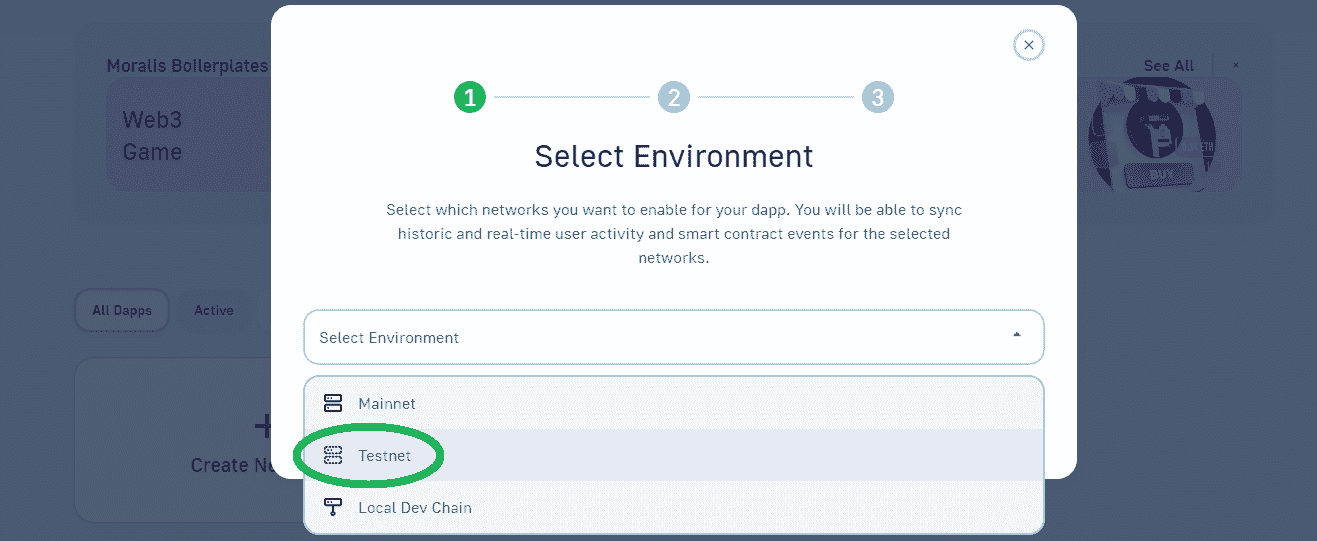 Moralis Boilerplates
See All
×
Web3
Game
BUY
1
2
3
Select Environment
Select which networks you want to enable for your dapp. You will be able to sync
historic and real-time user activity and smart contract events for the selected
networks.
All Dapps
Active
Select Environment
Mainnet
Testnet
Local Dev Chain
Create